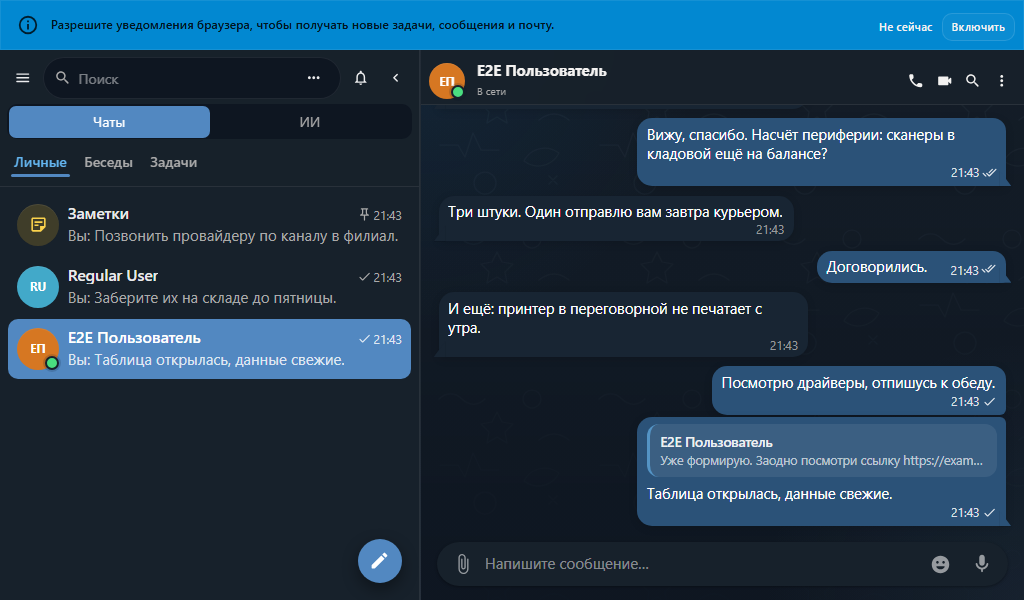 Разрешите уведомления браузера, чтобы получать новые задачи, сообщения и почту.
Не сейчас
Включить
Поиск
Чаты
ИИ
Личные
Беседы
Задачи
Заметки
21:43
Вы: Позвонить провайдеру по каналу в филиал.
RU
Regular User
21:43
Вы: Заберите их на складе до пятницы.
ЕП
E2E Пользователь
21:43
Вы: Таблица открылась, данные свежие.
ЕП
E2E Пользователь
В сети
Вижу, спасибо. Насчёт периферии: сканеры в
кладовой ещё на балансе?
21:43
Три штуки. Один отправлю вам завтра курьером.
21:43
Договорились.
21:43
И ещё: принтер в переговорной не печатает с
утра.
21:43
Посмотрю драйверы, отпишусь к обеду.
21:43
E2E Пользователь
Уже формирую. Заодно посмотри ссылку https://exam...
Таблица открылась, данные свежие.
21:43
Напишите сообщение...